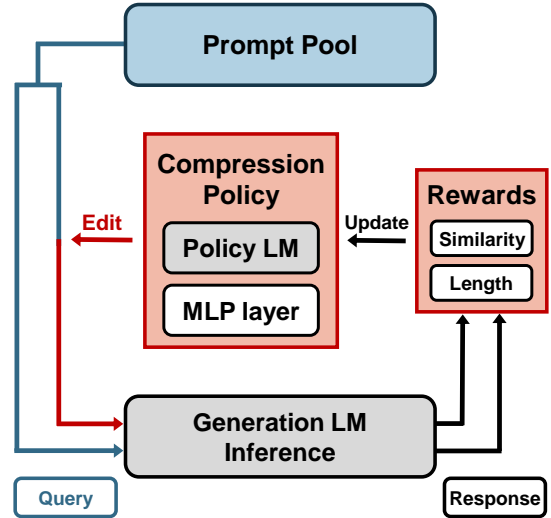 Prompt Pool
Compression
Policy
Policy LM
MLP layer
Edit
Update
Rewards
Similarity
Length
Generation LM
Inference
Query
Response